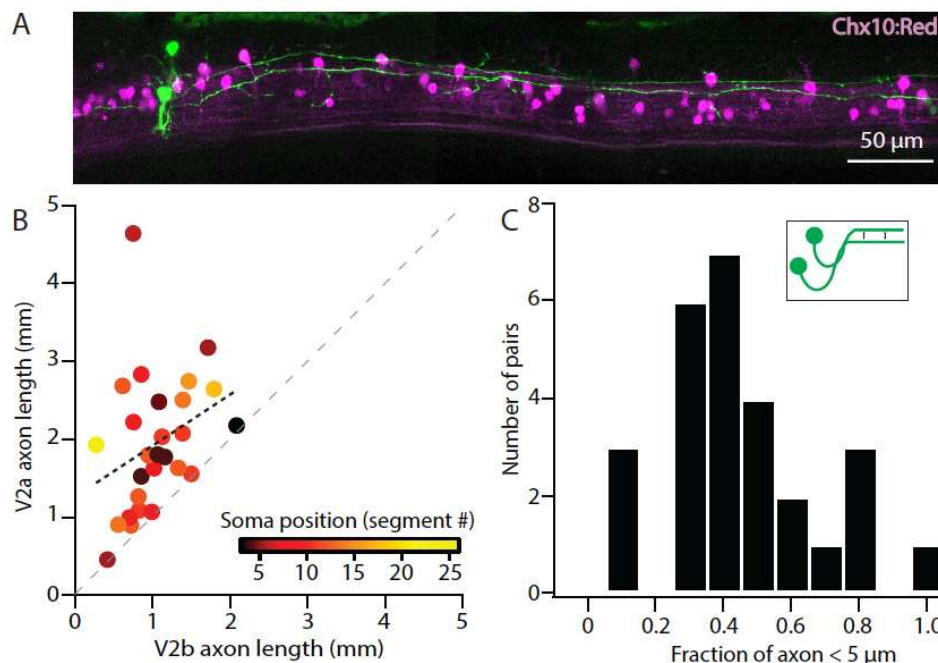 A
Chx10:Red
50 µm
B
5
4
3
2
1
0
V2a axon length (mm)
Soma position (segment #)
5 10 15 20 25
0 1 2 3 4 5
V2b axon length (mm)
C
8
6
4
2
0
Number of pairs
0 0.2 0.4 0.6 0.8 1.0
Fraction of axon < 5 µm